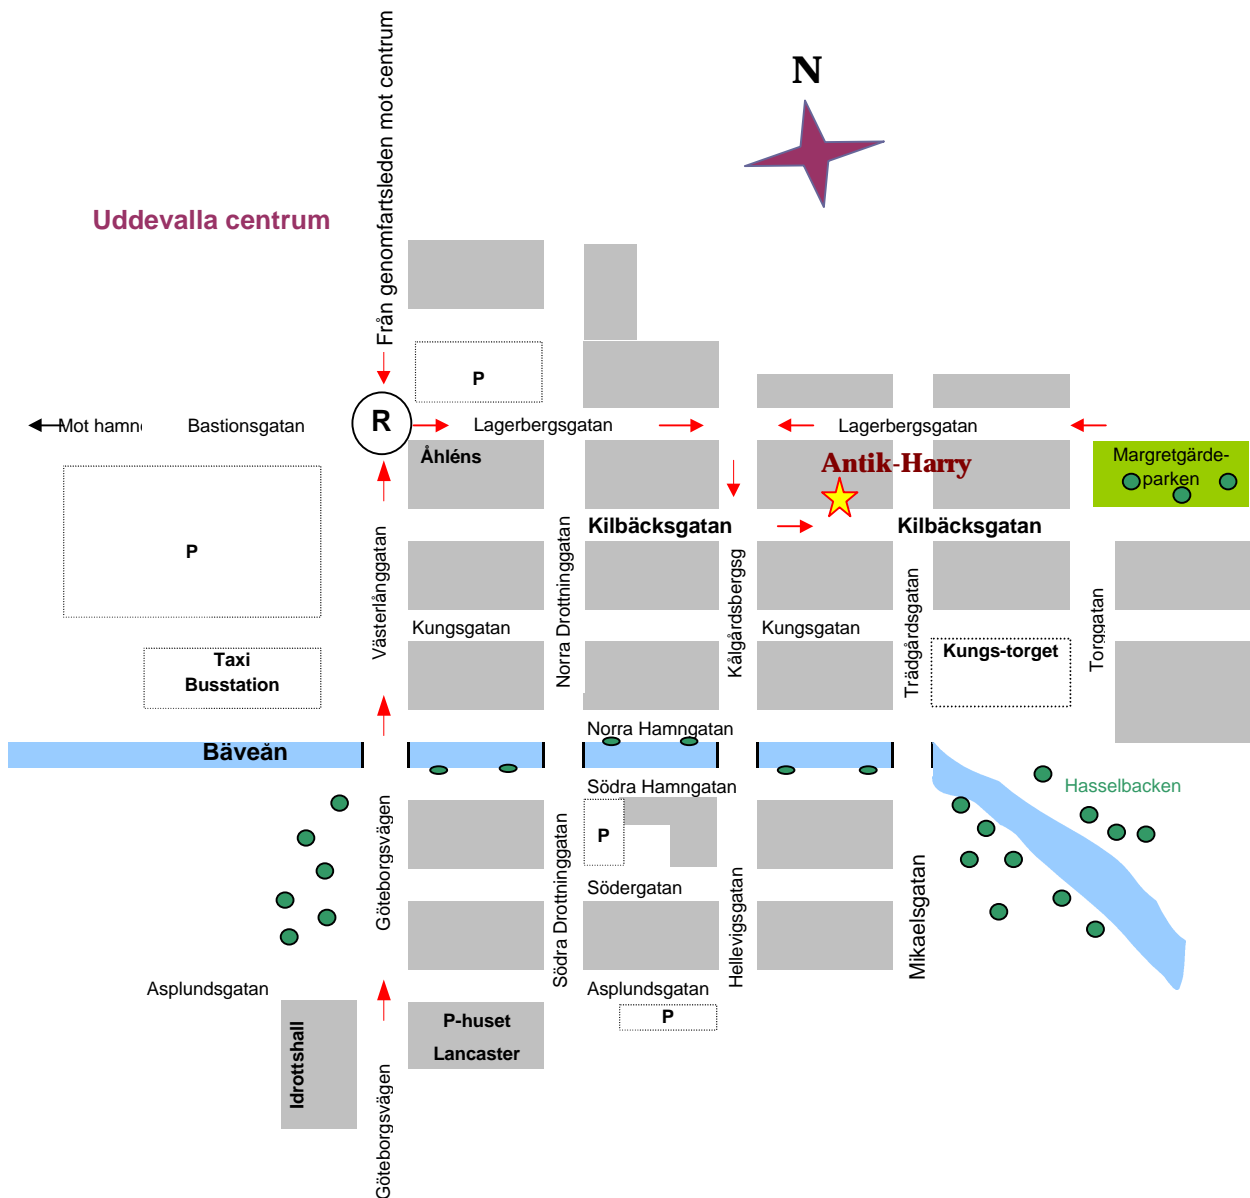 N
Från genomfartsleden mot centrum
Uddevalla centrum
P
R
Mot hamn
Bastionsgatan
Lagerbergsgatan
Lagerbergsgatan
Åhléns
Antik-Harry
Margretgärde-
parken
P
Västerlånggatan
Norra Drottninggatan
Kilbäcksgatan
Kålgårdsbergsg
Kilbäcksgatan
Trädgårdsgatan
Torggatan
Kungsgatan
Kungsgatan
Kungs-torget
Taxi
Busstation
Norra Hamngatan
Bäveån
Södra Hamngatan
Hasselbacken
P
Göteborgsvägen
Södra Drottninggatan
Södergatan
Hellevigsgatan
Mikaelsgatan
Asplundsgatan
Asplundsgatan
P
P-huset
Lancaster
Idrottshall
Göteborgsvägen